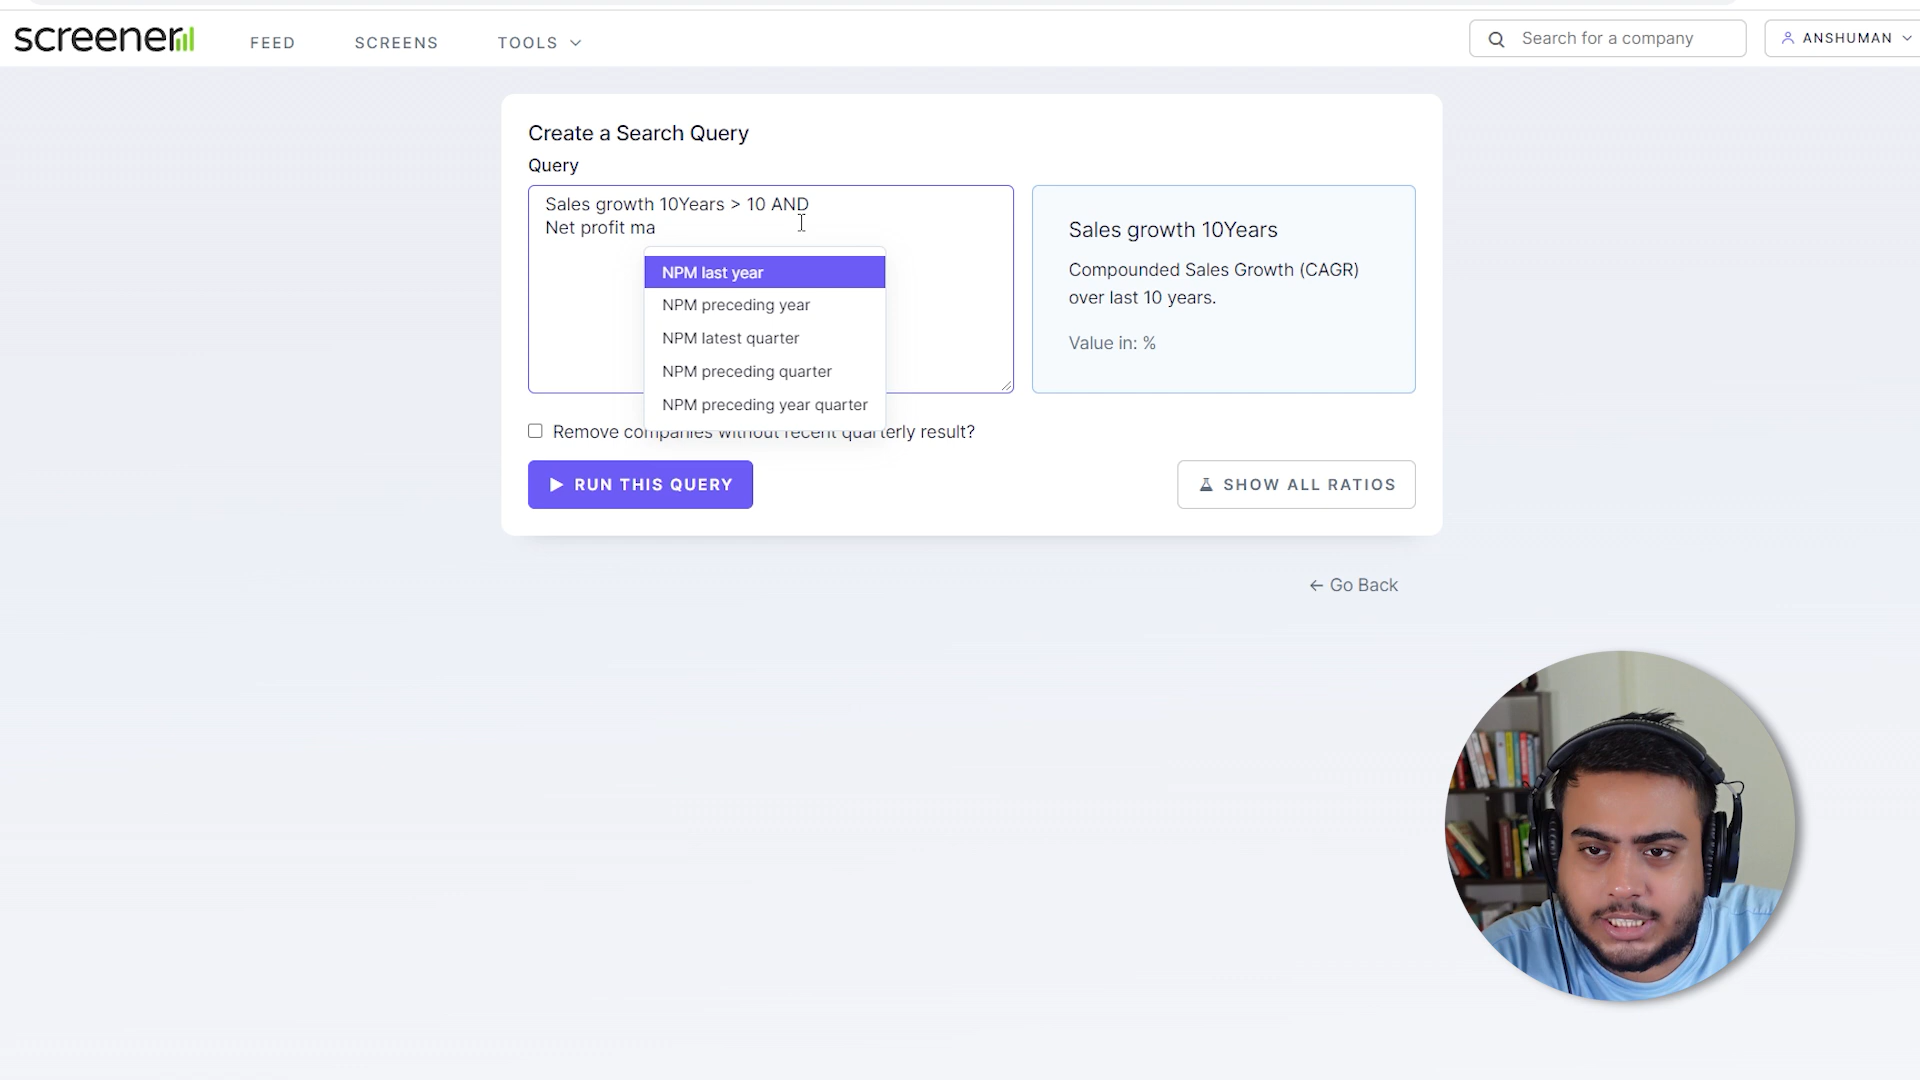 screener
FEED
SCREENS
TOOLS
Search for a company
ANSHUMAN
Create a Search Query
Query
Sales growth 10Years > 10 AND
Net profit ma
NPM last year
NPM preceding year
NPM latest quarter
NPM preceding quarter
NPM preceding year quarter
Sales growth 10Years
Compounded Sales Growth (CAGR)
over last 10 years.
Value in: %
Remove companies without recent quarterly result?
RUN THIS QUERY
SHOW ALL RATIOS
← Go Back